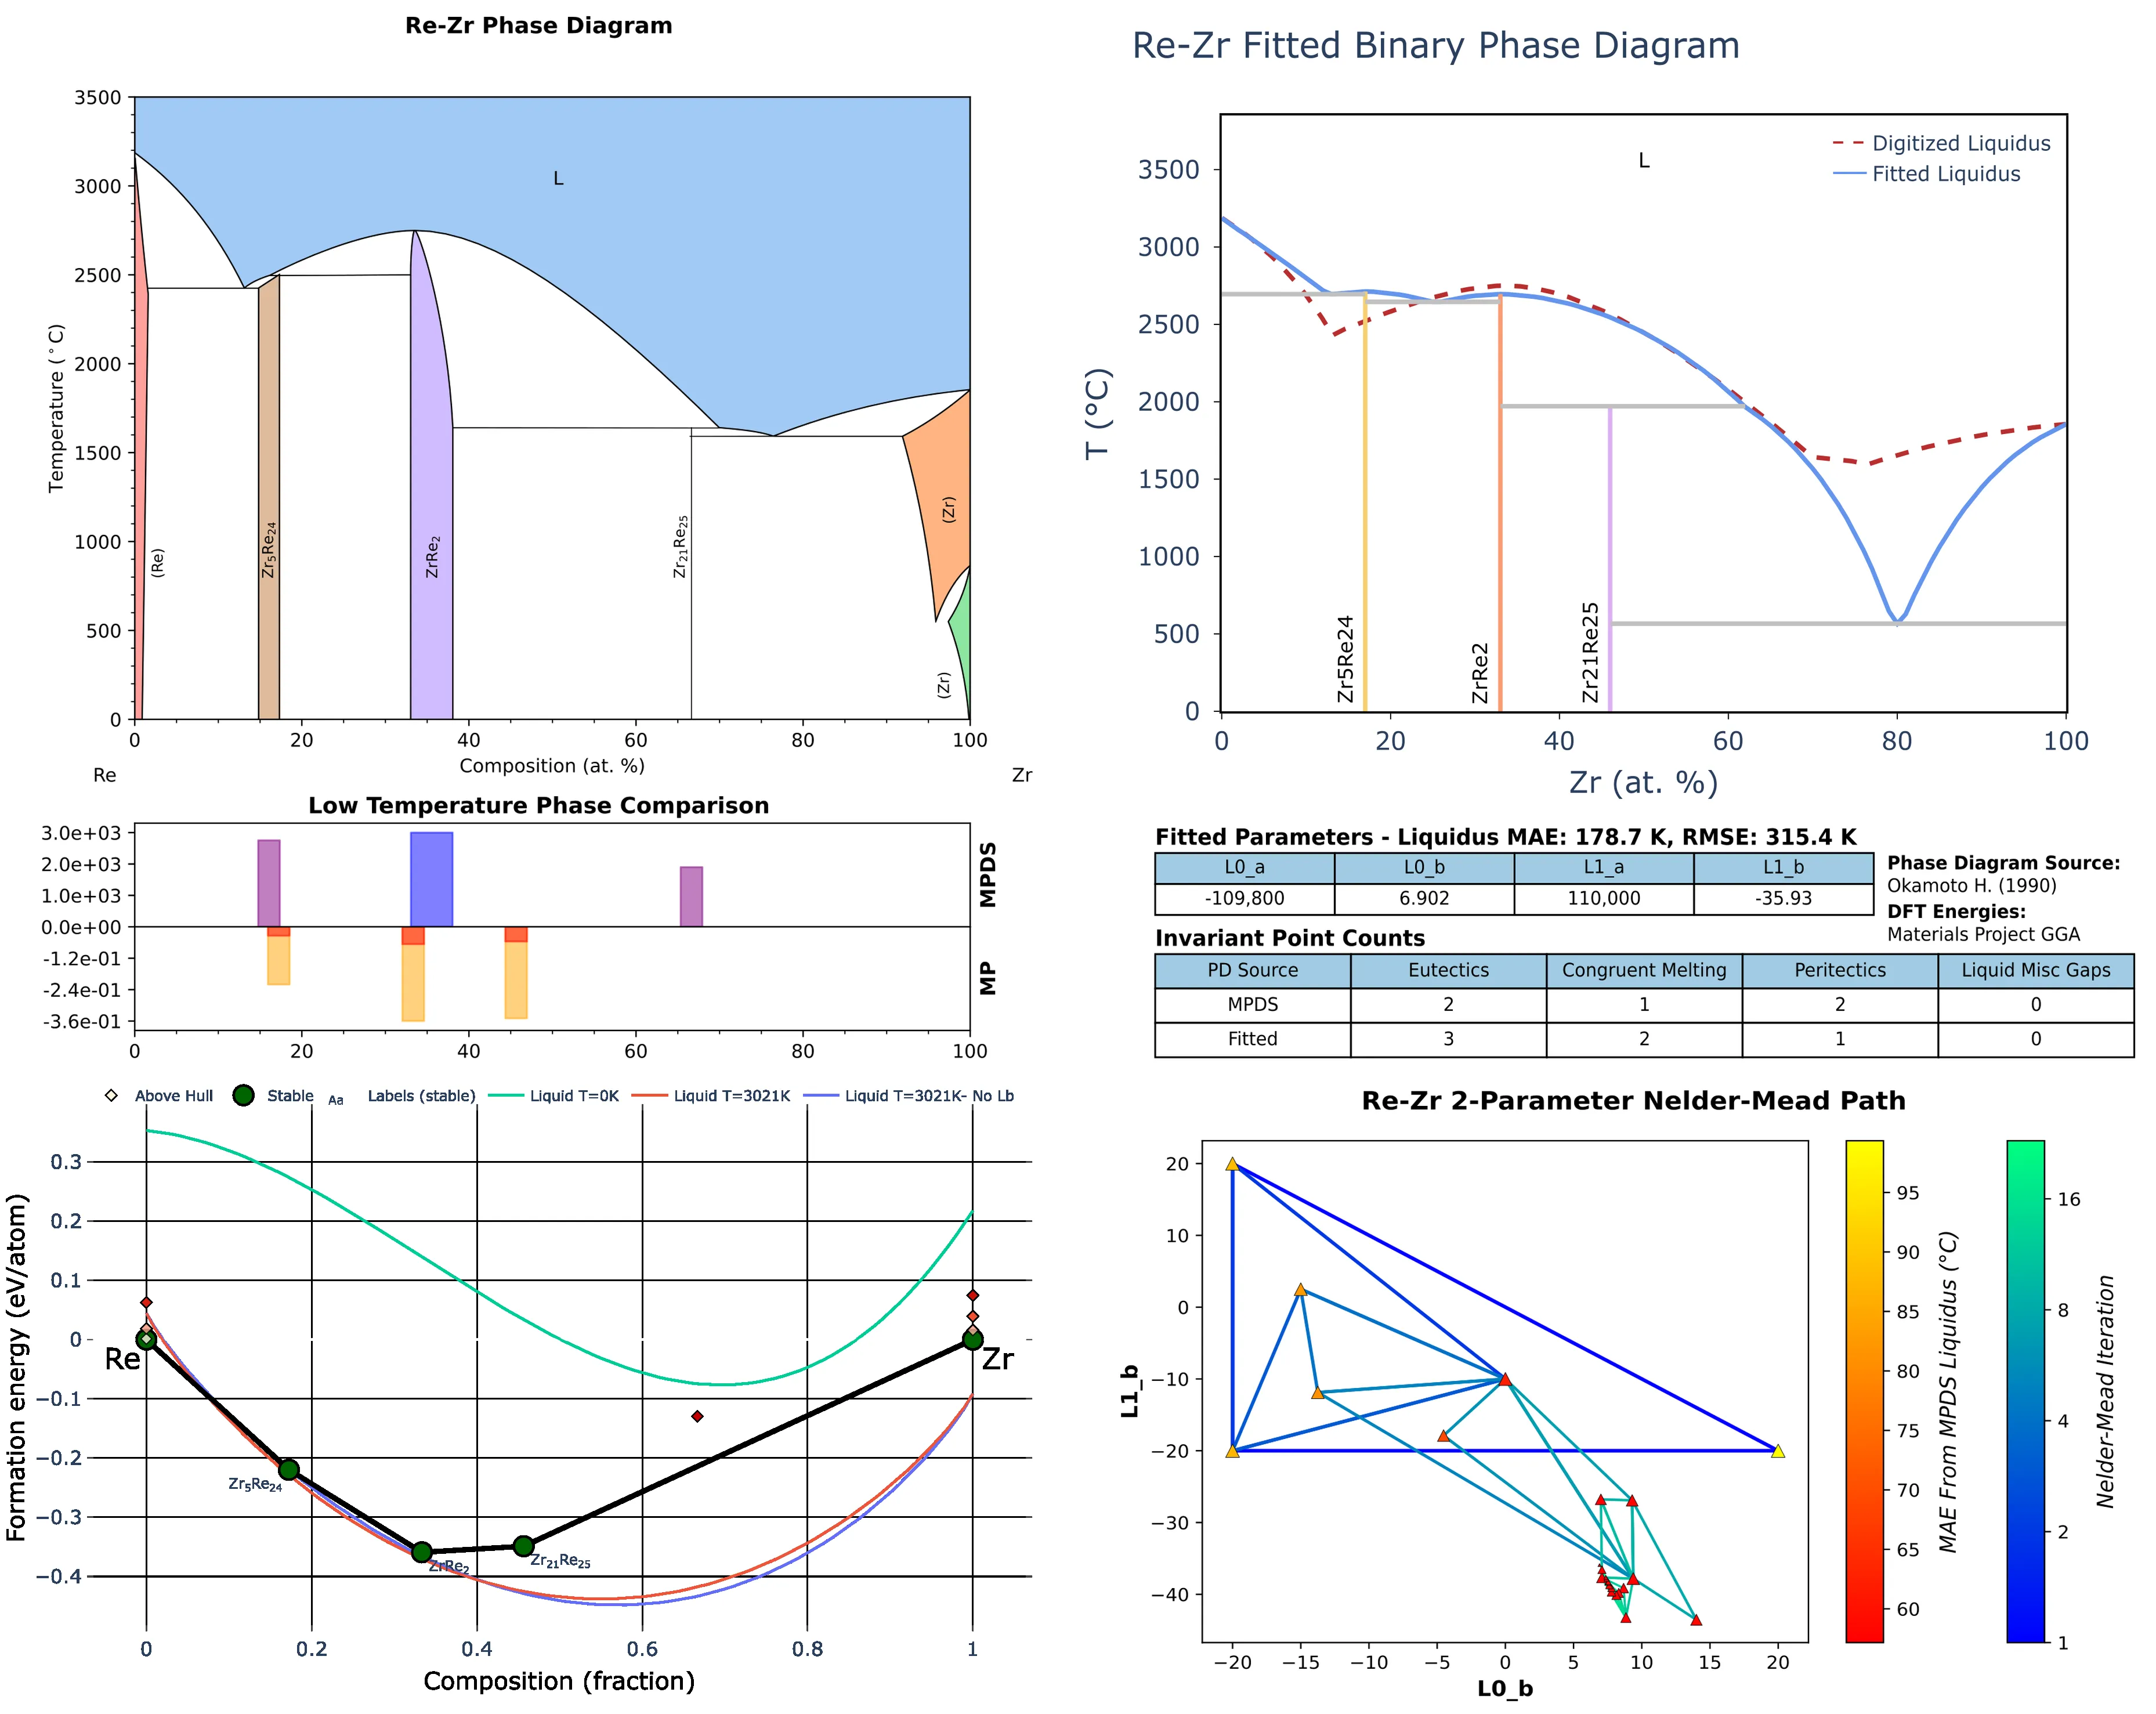 Re-Zr Phase Diagram
3500
3000
2500
2000
1500
1000
500
0
Temperature (°C)
L
(Re)
Zr5Re24
ZrRe2
Zr21Re25
(Zr)
(Zr)
0 20 40 60 80 100
Composition (at. %)
Re Zr
Re-Zr Fitted Binary Phase Diagram
L
Digitized Liquidus
Fitted Liquidus
3500
3000
2500
2000
1500
1000
500
0
T (°C)
Zr5Re24
ZrRe2
Zr21Re25
0 20 40 60 80 100
Zr (at. %)
Low Temperature Phase Comparison
3.0e+03
2.0e+03
1.0e+03
0.0e+00
-1.2e-01
-2.4e-01
-3.6e-01
MPDS
MP
0 20 40 60 80 100
Fitted Parameters - Liquidus MAE: 178.7 K, RMSE: 315.4 K
L0_a L0_b L1_a L1_b
-109,800 6.902 110,000 -35.93
Phase Diagram Source:
Okamoto H. (1990)
DFT Energies:
Materials Project GGA
Invariant Point Counts
PD Source Eutectics Congruent Melting Peritectics Liquid Misc Gaps
MPDS 2 1 2 0
Fitted 3 2 1 0
Above Hull Stable Aa Labels (stable) Liquid T=0K Liquid T=3021K Liquid T=3021K- No Lb
0.3
0.2
0.1
0
−0.1
−0.2
−0.3
−0.4
Formation energy (eV/atom)
Re
Zr
Zr5Re24
ZrRe2
Zr21Re25
0 0.2 0.4 0.6 0.8 1
Composition (fraction)
Re-Zr 2-Parameter Nelder-Mead Path
20
10
0
−10
−20
−30
−40
L1_b
−20 −15 −10 −5 0 5 10 15 20
L0_b
95
90
85
80
75
70
65
60
MAE From MPDS Liquidus (°C)
16
8
4
2
1
Nelder-Mead Iteration